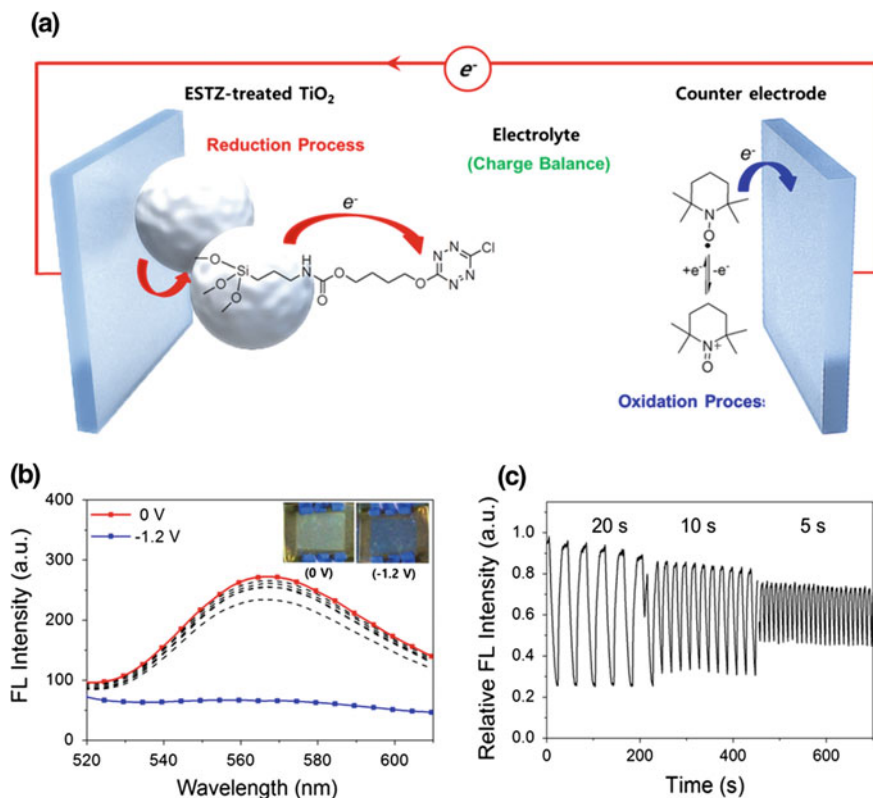 (a)
e-
ESTZ-treated TiO2
Counter electrode
Reduction Process
Electrolyte
(Charge Balance)
e-
e-
Si
O
O
O
H
N
O
O
O
N
N
N
N
Cl
N
O
•
+e- -e-
N+
O
Oxidation Proces
(b)
(c)
400
300
200
100
0
FL Intensity (a.u.)
0 V
-1.2 V
(0 V)
(-1.2 V)
520
540
560
580
600
Wavelength (nm)
1.0
0.8
0.6
0.4
0.2
0.0
Relative FL Intensity (a.u.)
20 s
10 s
5 s
0
200
400
600
Time (s)